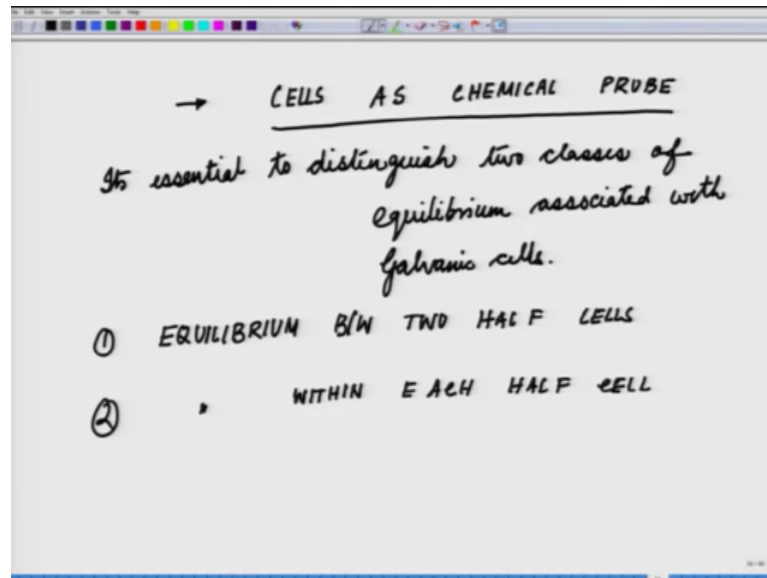 → CELLS AS CHEMICAL PROBE
Its essential to distinguish two classes of
equilibrium associated with
Galvanic cells.
① EQUILIBRIUM B/W TWO HALF CELLS
② " WITHIN EACH HALF CELL